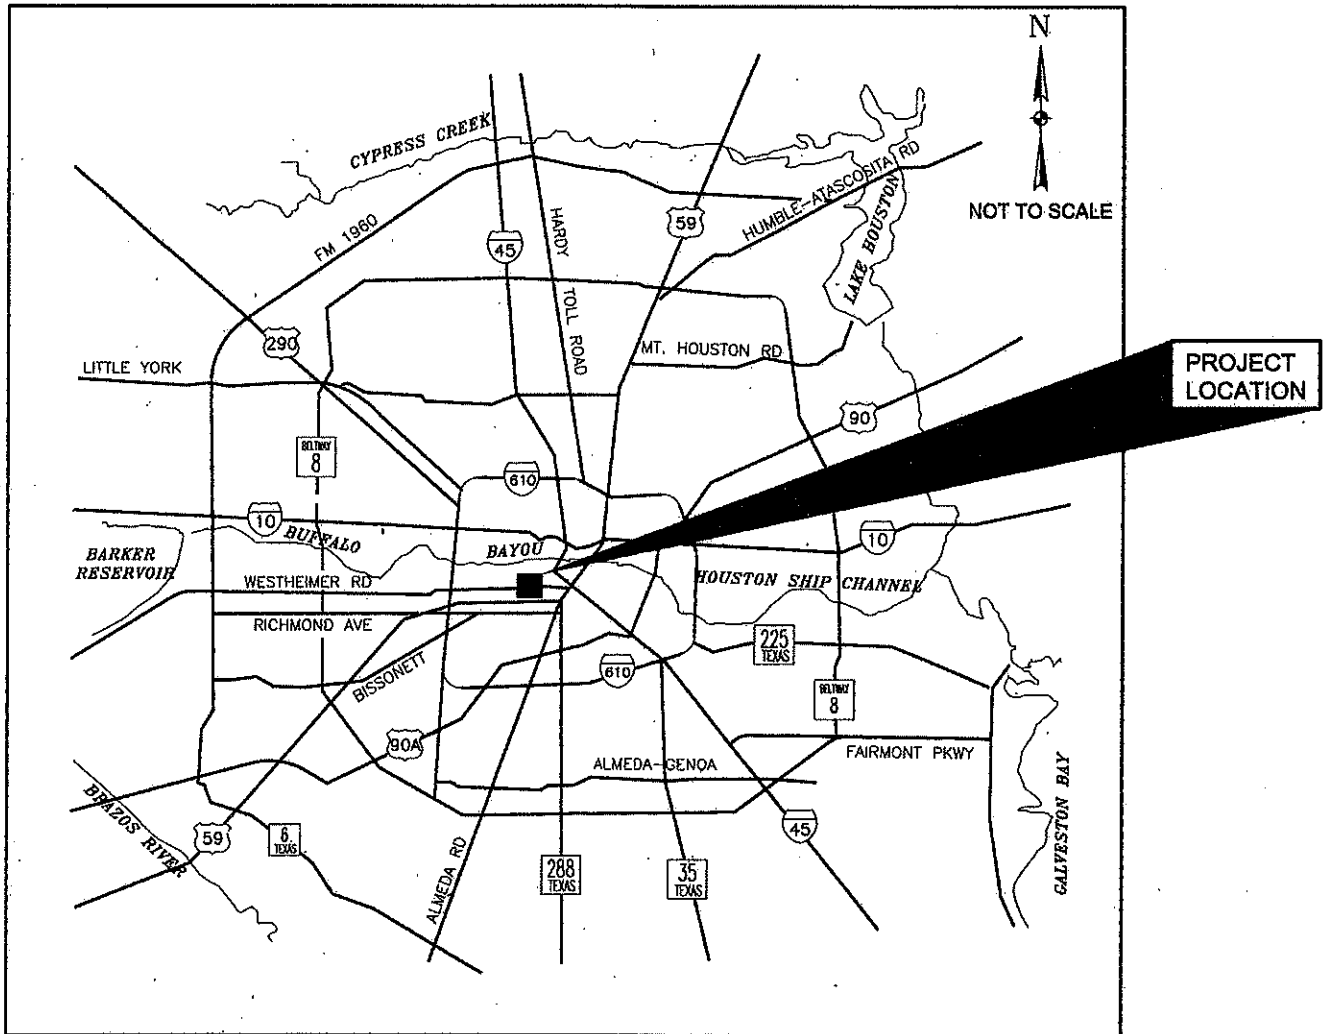 N
NOT TO SCALE
CYPRESS CREEK
FM 1960
45
HARDY
TOLL ROAD
59
HUMBLE-ATASCOSITA RD
LAKE HOUSTON
290
LITTLE YORK
MT. HOUSTON RD
PROJECT
LOCATION
90
BELTWAY
8
610
10
BUFFALO
BAYOU
10
BARKER
RESERVOIR
WESTHEIMER RD
HOUSTON SHIP CHANNEL
RICHMOND AVE
225
TEXAS
BISSONETT
610
BELTWAY
8
90A
FAIRMONT PKWY
ALMEDA-GENOA
BRAZOS RIVER
59
6
TEXAS
ALMEDA RD
288
TEXAS
35
TEXAS
45
GALVESTON BAY